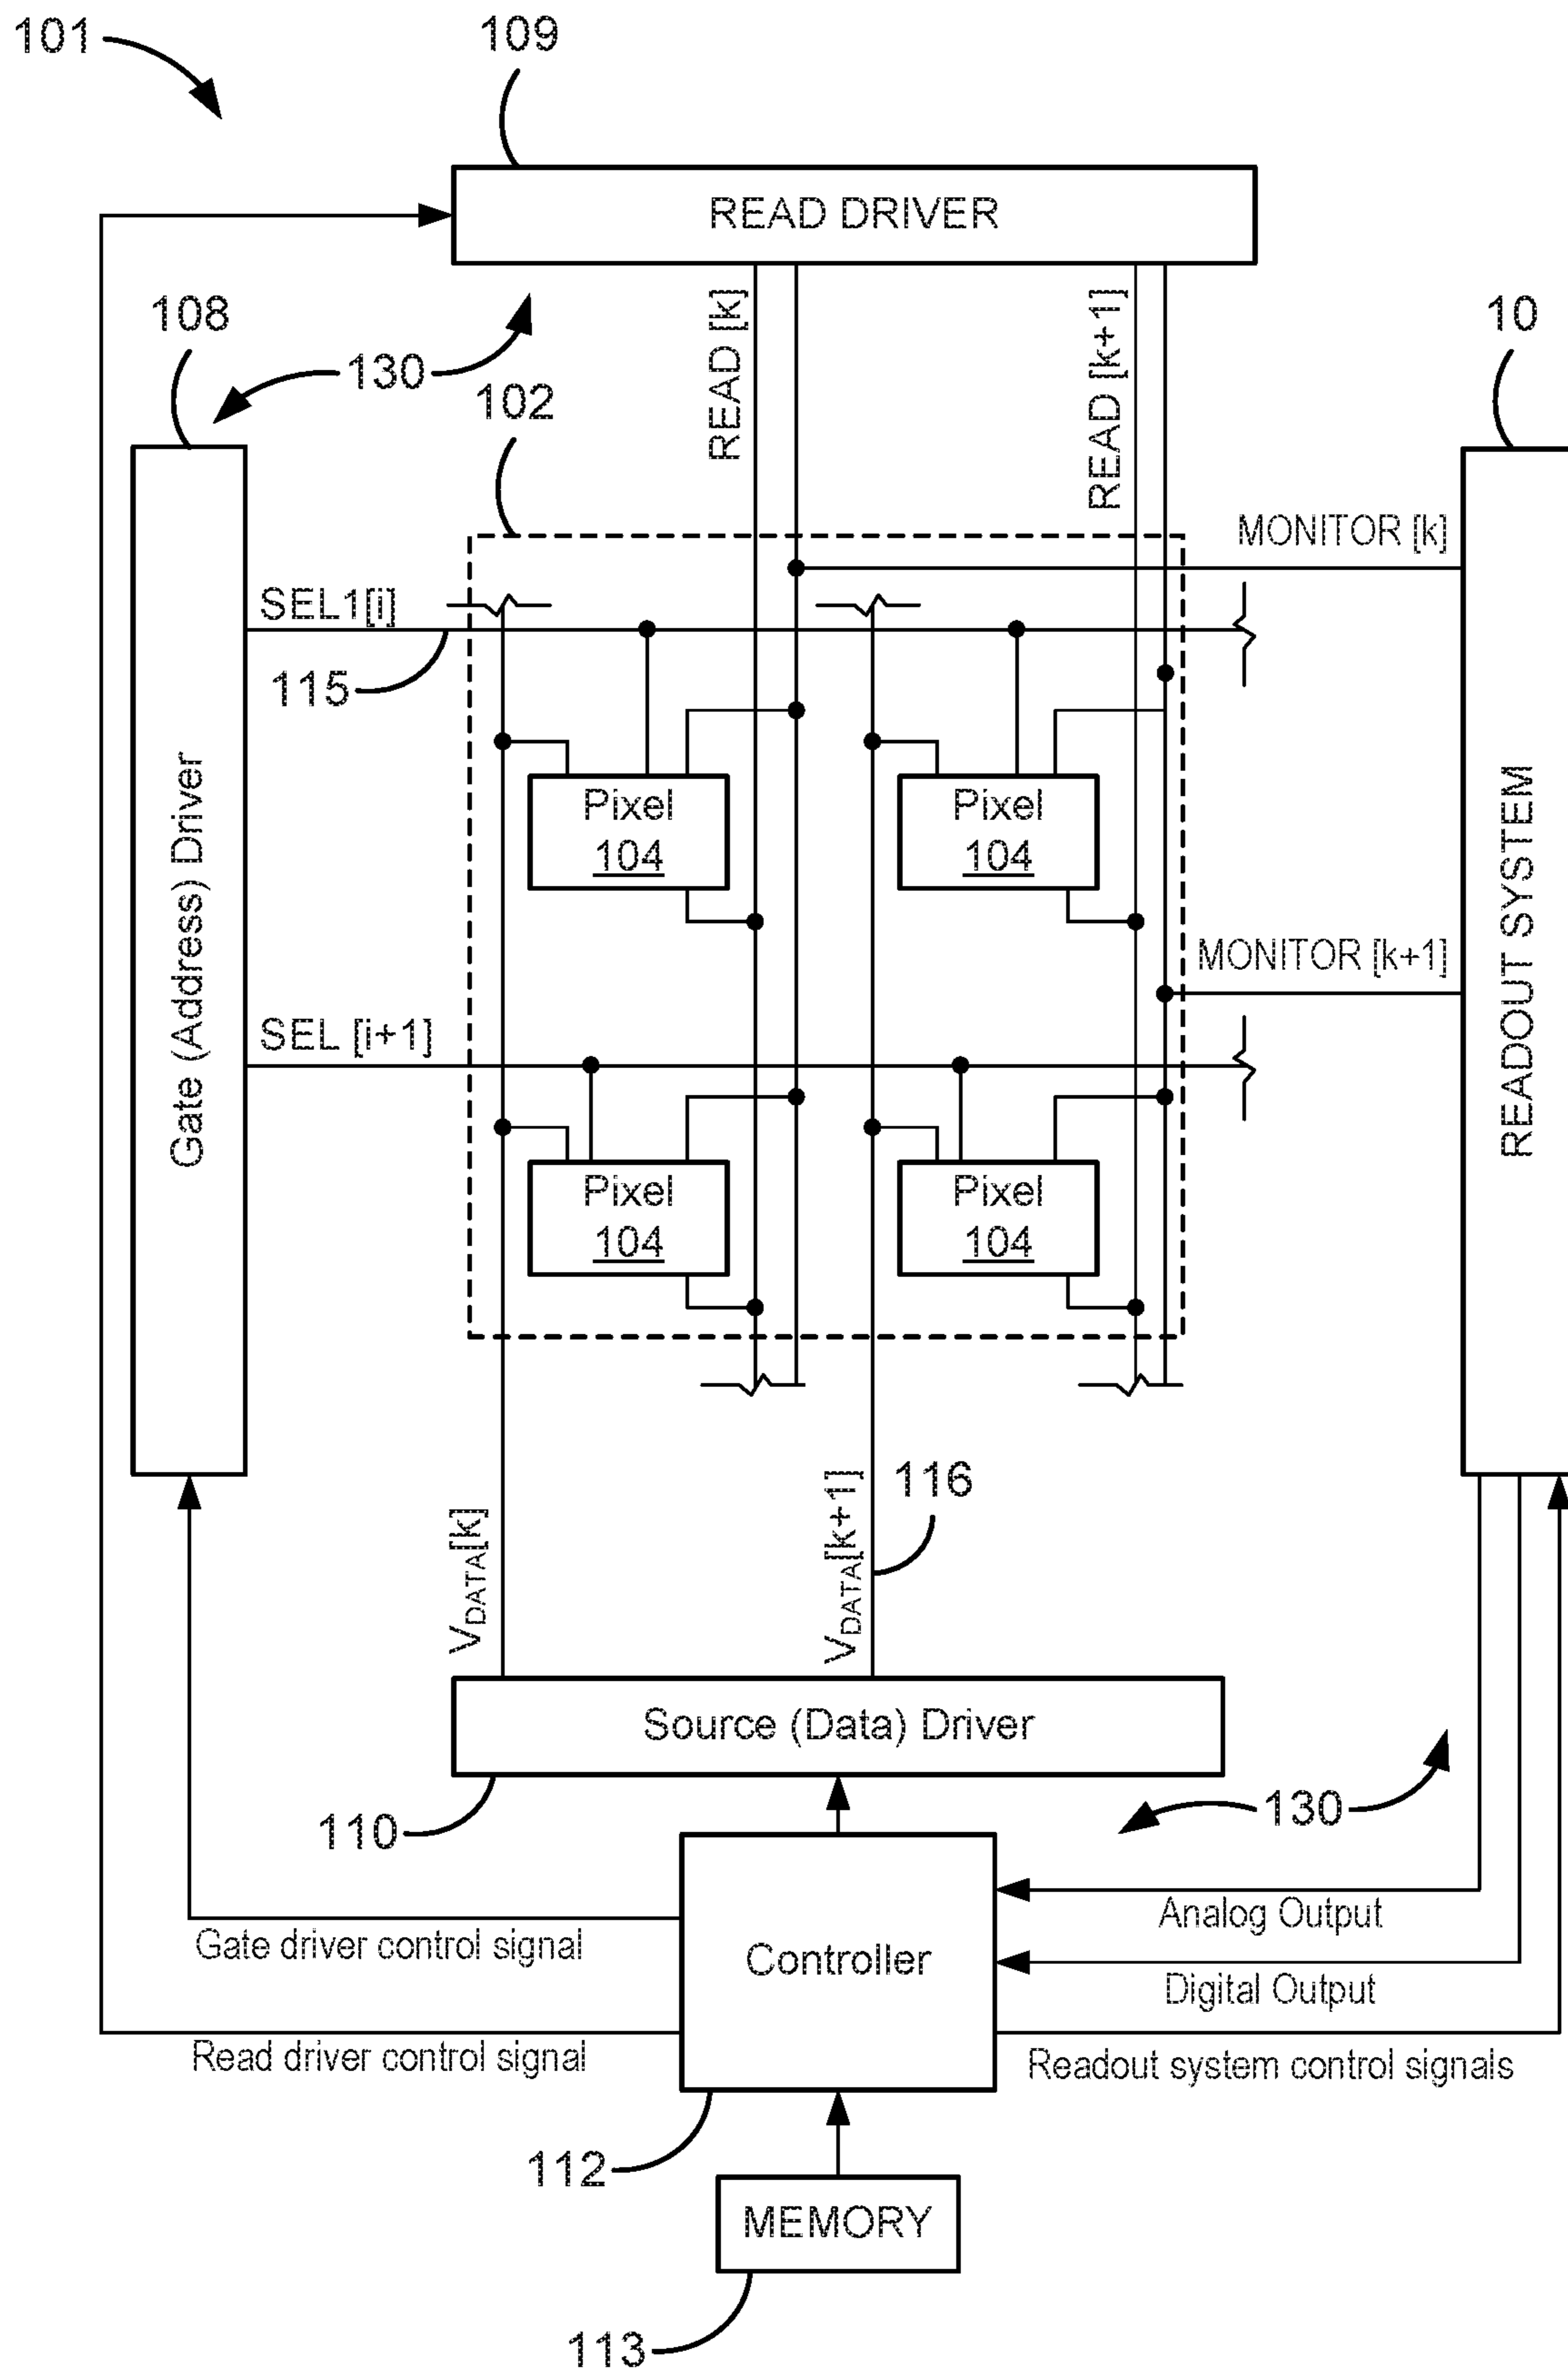 101
109
READ DRIVER
108
130
102
READ [k]
READ [k+1]
10
MONITOR [k]
SEL1[i]
115
Pixel
104
Pixel
104
Gate (Address) Driver
READOUT SYSTEM
MONITOR [k+1]
SEL [i+1]
Pixel
104
Pixel
104
VDATA[k]
VDATA[k+1]
116
Source (Data) Driver
110
130
Analog Output
Gate driver control signal
Controller
Digital Output
Read driver control signal
Readout system control signals
112
MEMORY
113